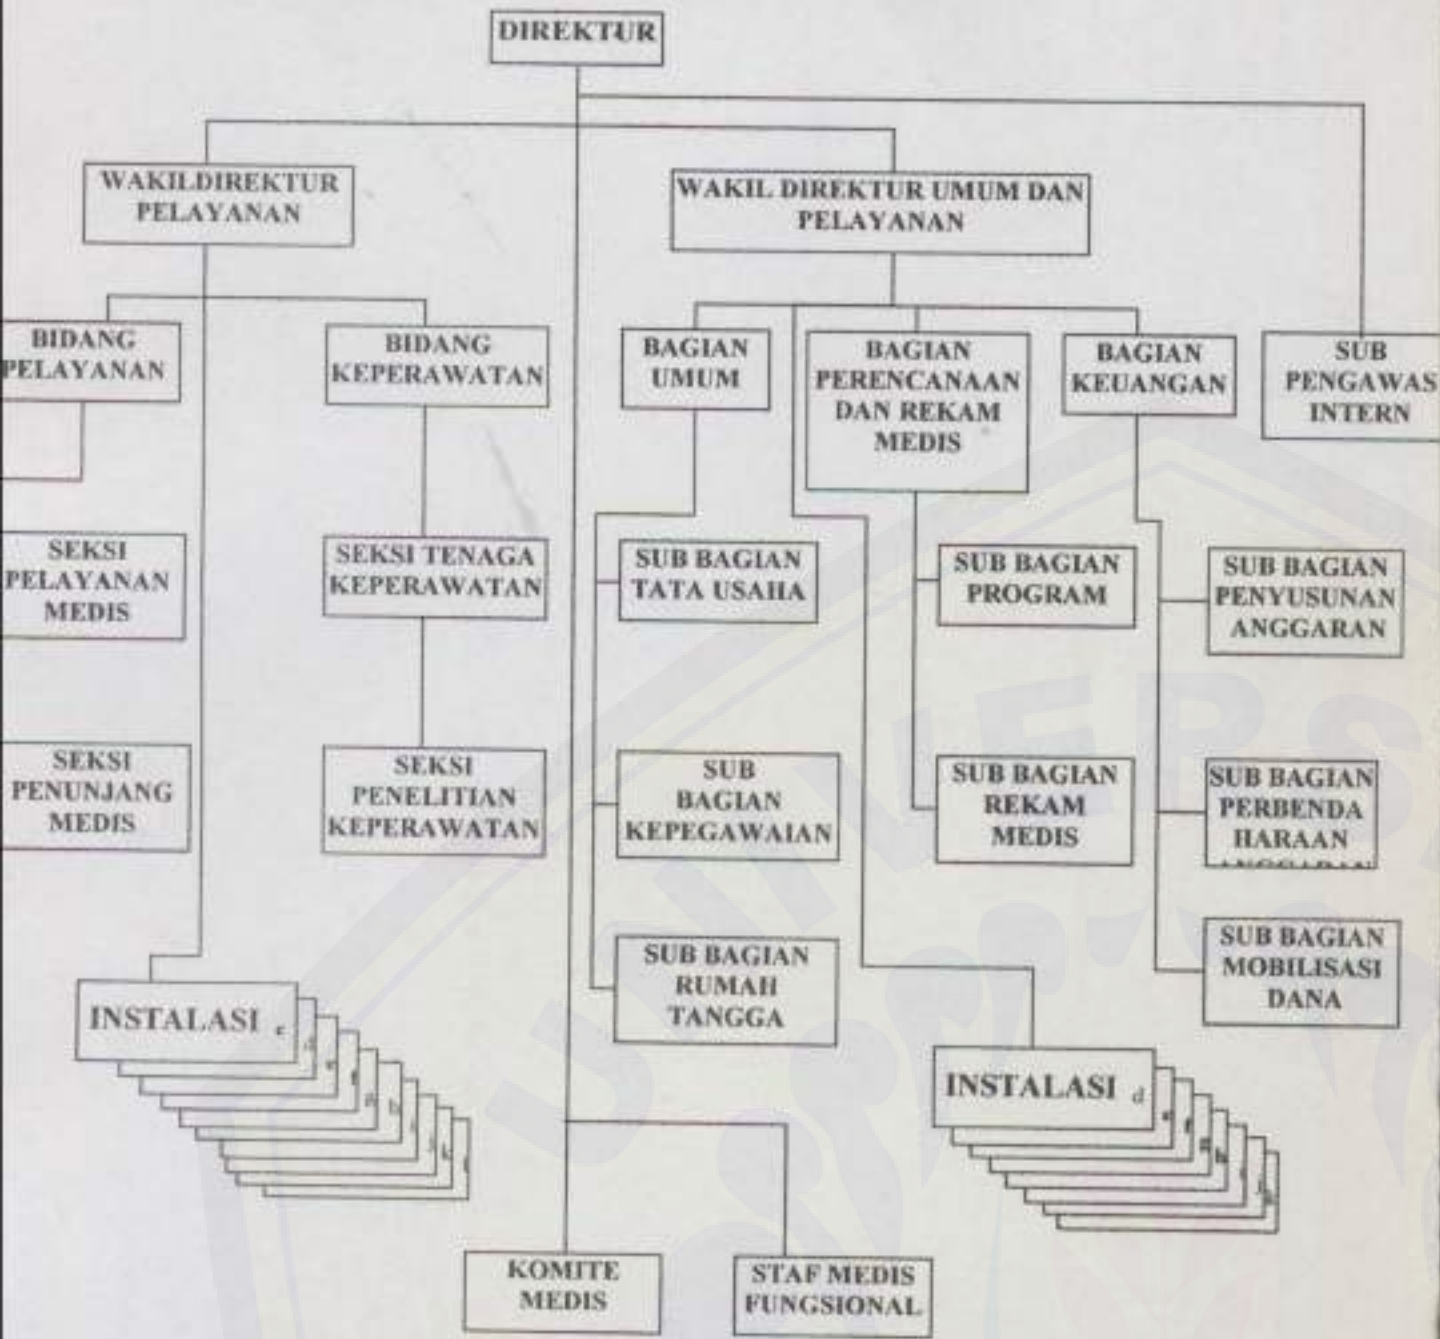 DIREKTUR
WAKILDIREKTUR
PELAYANAN
WAKIL DIREKTUR UMUM DAN
PELAYANAN
BIDANG
PELAYANAN
BIDANG
KEPERAWATAN
BAGIAN
UMUM
BAGIAN
PERENCANAAN
DAN REKAM
MEDIS
BAGIAN
KEUANGAN
SUB
PENGAWAS
INTERN
SEKSI
PELAYANAN
MEDIS
SEKSI TENAGA
KEPERAWATAN
SUB BAGIAN
TATA USAHA
SUB BAGIAN
PROGRAM
SUB BAGIAN
PENYUSUNAN
ANGGARAN
SEKSI
PENUNJANG
MEDIS
SEKSI
PENELITIAN
KEPERAWATAN
SUB
BAGIAN
KEPEGAWAIAN
SUB BAGIAN
REKAM
MEDIS
SUB BAGIAN
PERBENDA
HARAAN
SUB BAGIAN
RUMAH
TANGGA
SUB BAGIAN
MOBILISASI
DANA
INSTALASI
INSTALASI d
KOMITE
MEDIS
STAF MEDIS
FUNGSIONAL
UNIVERS